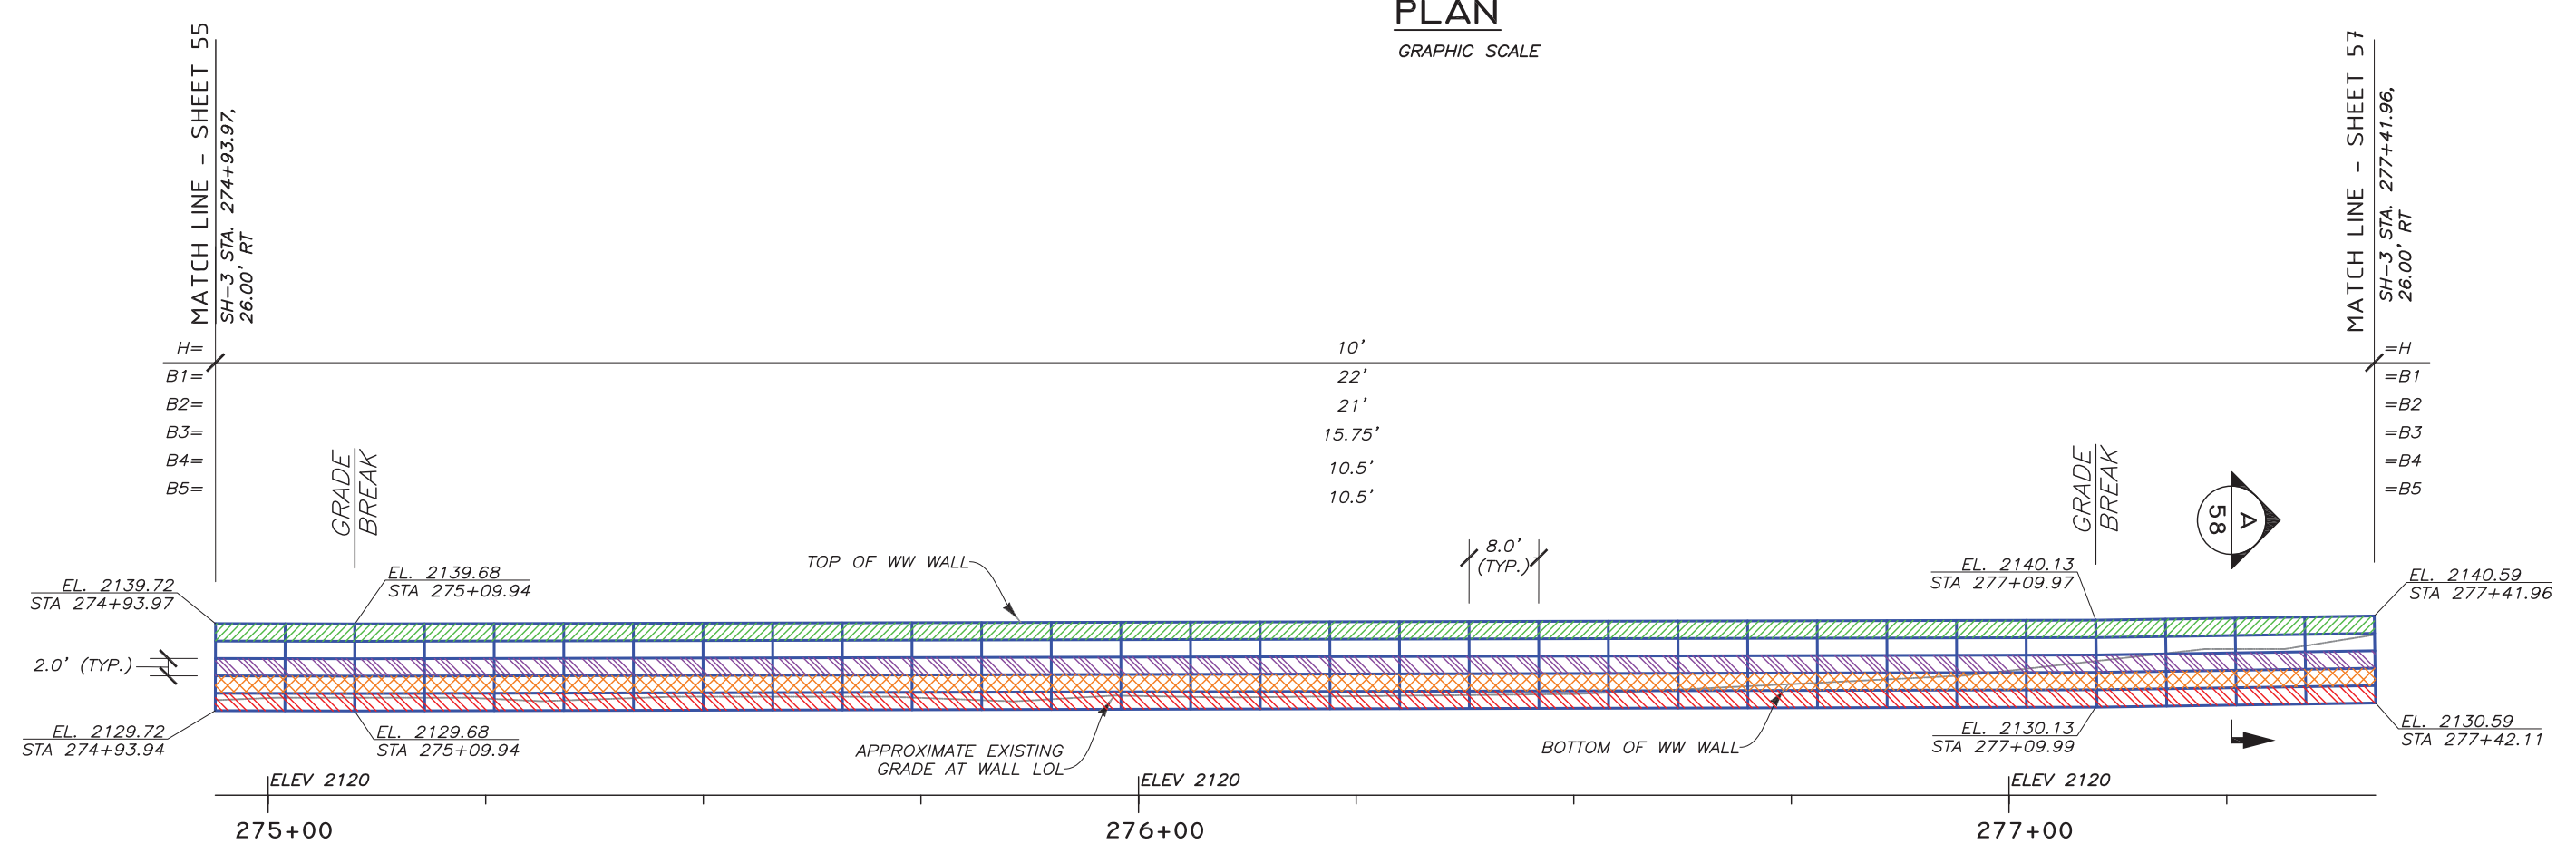 PLAN
GRAPHIC SCALE
MATCH LINE - SHEET 55
SH-3 STA. 274+93.97,
26.00' RT
MATCH LINE - SHEET 57
SH-3 STA. 277+41.96,
26.00' RT
H= 10' =H
B1= 22' =B1
B2= 21' =B2
B3= 15.75' =B3
B4= 10.5' =B4
B5= 10.5' =B5
GRADE
BREAK
GRADE
BREAK
A
58
8.0'
(TYP.)
TOP OF WW WALL
EL. 2139.72
STA 274+93.97
EL. 2139.68
STA 275+09.94
EL. 2140.13
STA 277+09.97
EL. 2140.59
STA 277+41.96
2.0' (TYP.)
EL. 2129.72
STA 274+93.94
EL. 2129.68
STA 275+09.94
APPROXIMATE EXISTING
GRADE AT WALL LOL
BOTTOM OF WW WALL
EL. 2130.13
STA 277+09.99
EL. 2130.59
STA 277+42.11
ELEV 2120 ELEV 2120 ELEV 2120
275+00 276+00 277+00